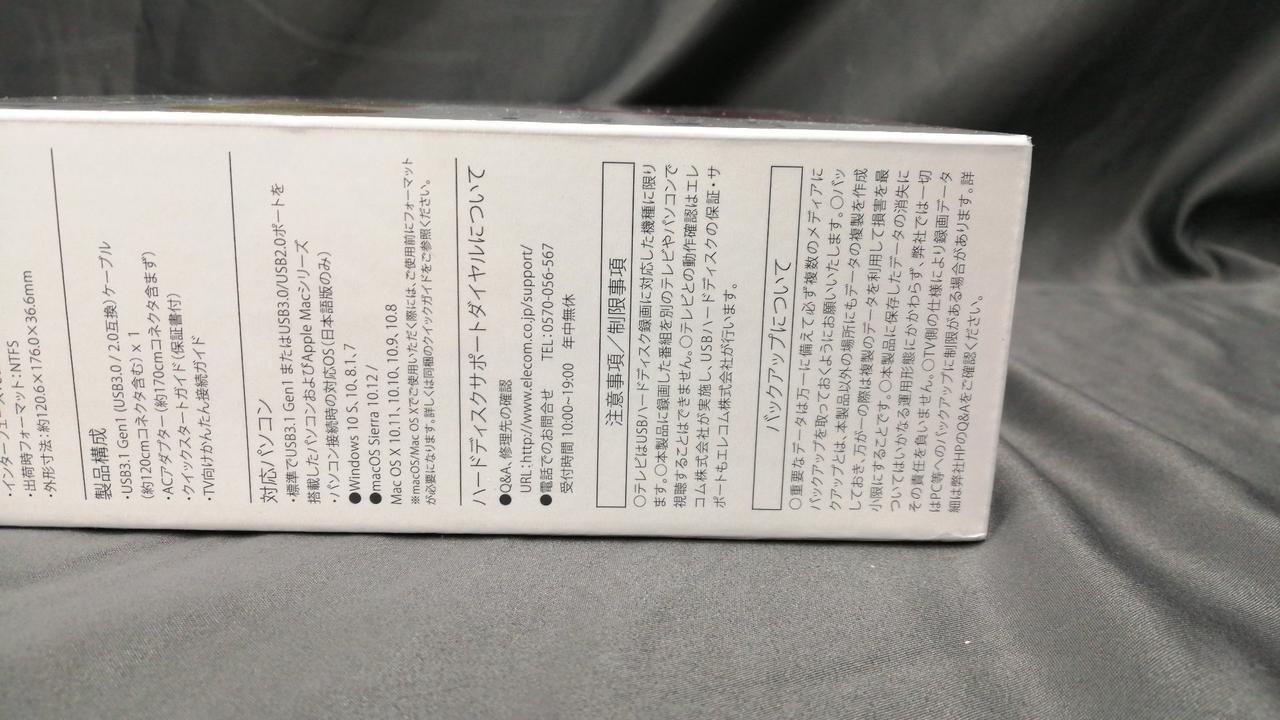 ・出荷時フォーマット:NTFS
・外形寸法:約120.6×176.0×36.6mm
製品構成
・USB3.1 Gen1 (USB3.0 / 2.0互換)ケーブル
(約120cmコネクタ含む) x 1
・ACアダプター (約170cmコネクタ含まず)
・クイックスタートガイド(保証書付)
・TV向けかんたん接続ガイド
対応パソコン
・標準でUSB3.1 Gen1 またはUSB3.0/USB2.0ポートを
搭載したパソコンおよびApple Macシリーズ
・パソコン接続時の対応OS(日本語版のみ)
●Windows 10 S、10、8.1、7
●macOS Sierra 10.12 /
Mac OS X 10.11、10.10、10.9、10.8
※macOS/Mac OS Xでご使用いただく際には、ご使用前にフォーマット
が必要になります。詳しくは同梱のクイックガイドをご参照ください。
ハードディスクサポートダイヤルについて
●Q&A、修理先の確認
URL:http://www.elecom.co.jp/support/
●電話でのお問合せ TEL:0570-056-567
受付時間 10:00~19:00 年中無休
注意事項/制限事項
○テレビはUSBハードディスク録画に対応した機種に限り
ます。○本製品に録画した番組を別のテレビやパソコンで
視聴することはできません。○テレビとの動作確認はエレ
コム株式会社が実施し、USBハードディスクの保証・サ
ポートもエレコム株式会社が行います。
バックアップについて
○重要なデータは万一に備えて必ず複数のメディアに
バックアップを取っておくようにお願いいたします。○バッ
クアップとは、本製品以外の場所にもデータの複製を作成
しておき、万が一の際は複製のデータを利用して損害を最
小限にすることです。○本製品に保存したデータの消失に
ついてはいかなる運用形態にかかわらず、弊社では一切
その責任を負いません。○TV側の仕様により録画データ
はPC等へのバックアップに制限がある場合があります。詳
細は弊社HPのQ&Aをご確認ください。